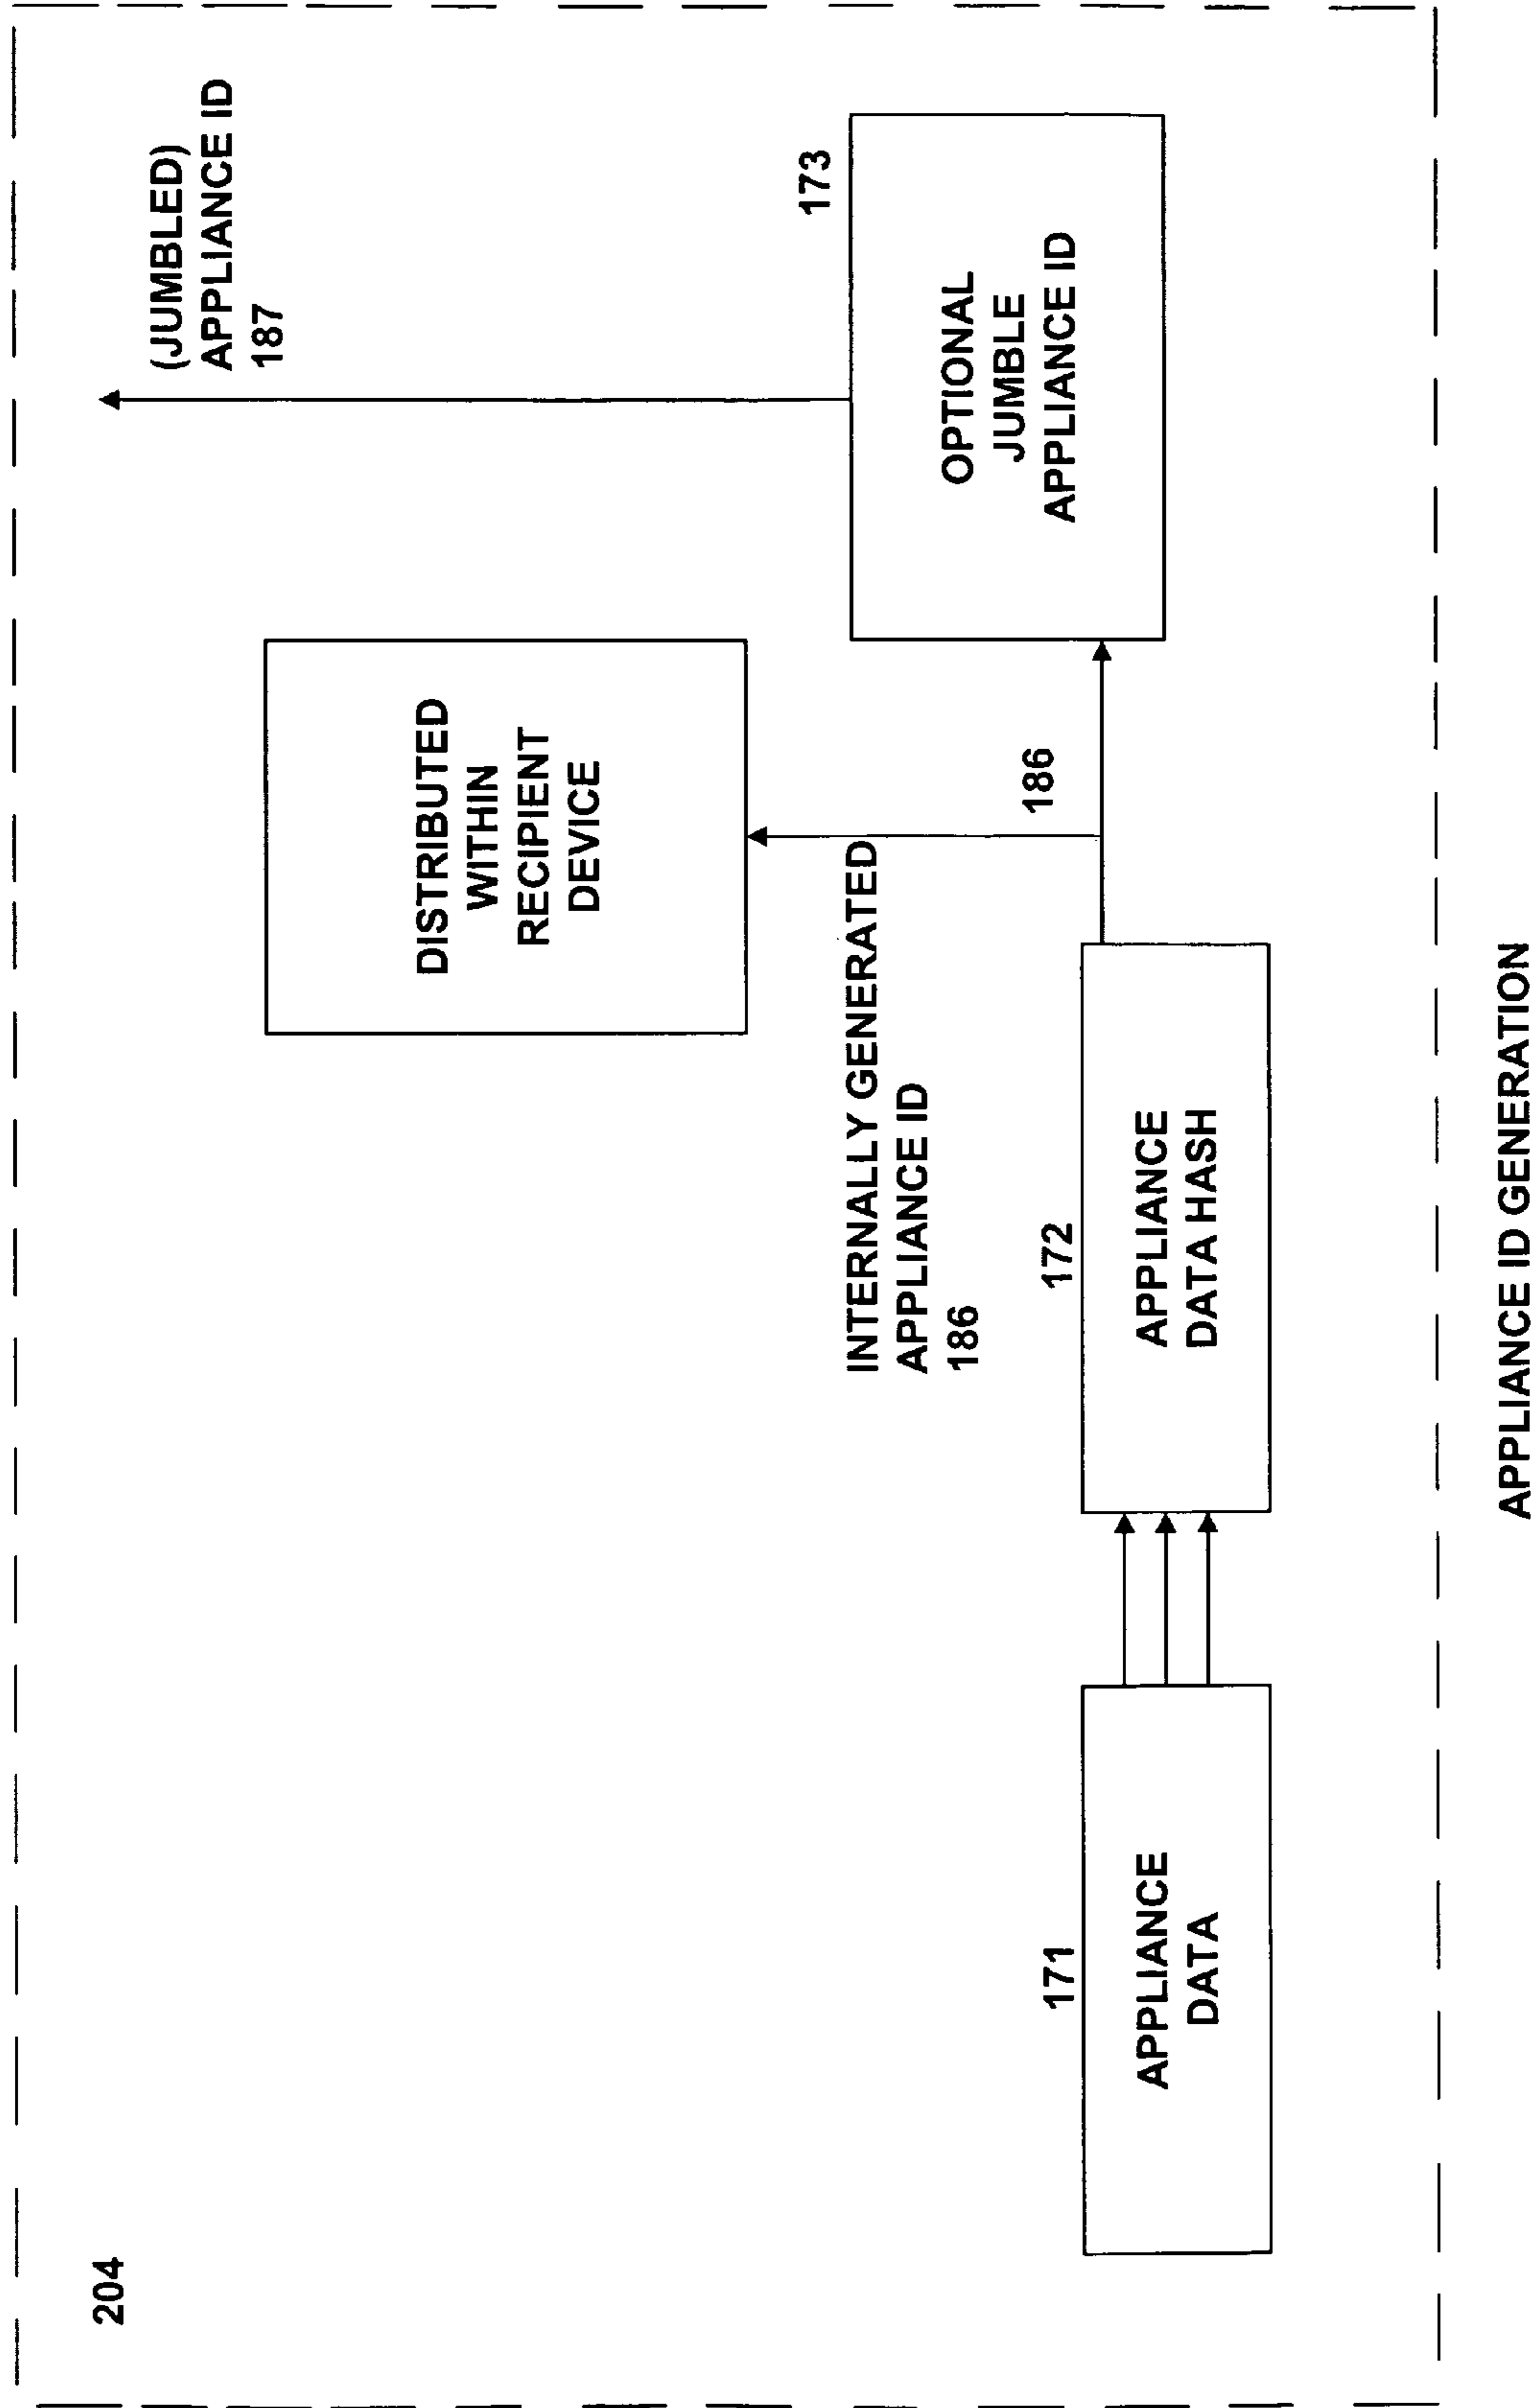 204
(JUMBLED)
APPLIANCE ID
187
DISTRIBUTED
WITHIN
RECIPIENT
DEVICE
173
OPTIONAL
JUMBLE
APPLIANCE ID
INTERNALLY GENERATED
APPLIANCE ID
186
186
171
APPLIANCE
DATA
172
APPLIANCE
DATA HASH
APPLIANCE ID GENERATION